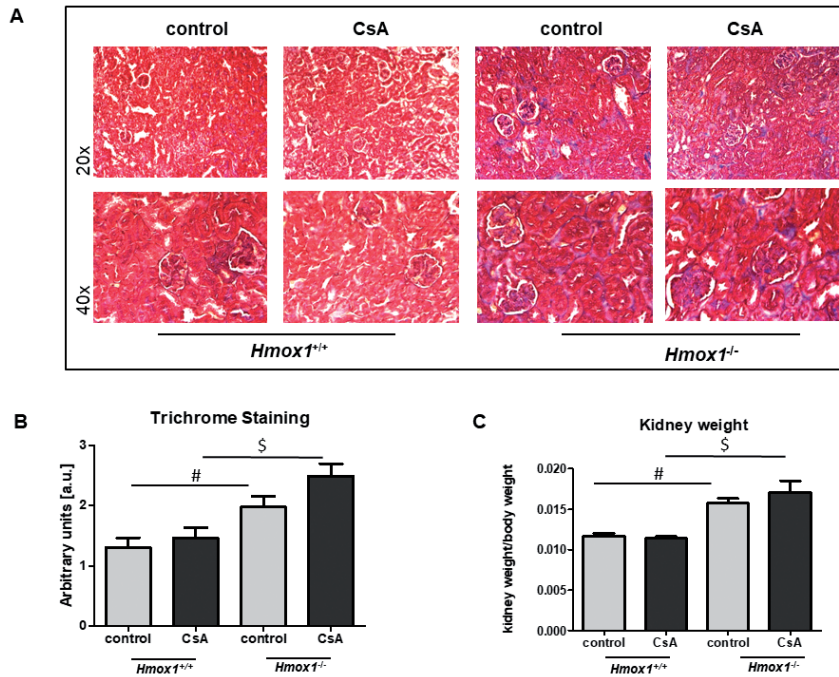 A
control CsA control CsA
20x
40x
Hmox1+/+ Hmox1-/-
B
Trichrome Staining
Arbitrary units [a.u.]
3
2
1
0
#
$
control CsA control CsA
Hmox1+/+ Hmox1-/-
C
Kidney weight
kidney weight/body weight
0.020
0.015
0.010
0.005
0.000
#
$
control CsA control CsA
Hmox1+/+ Hmox1-/-